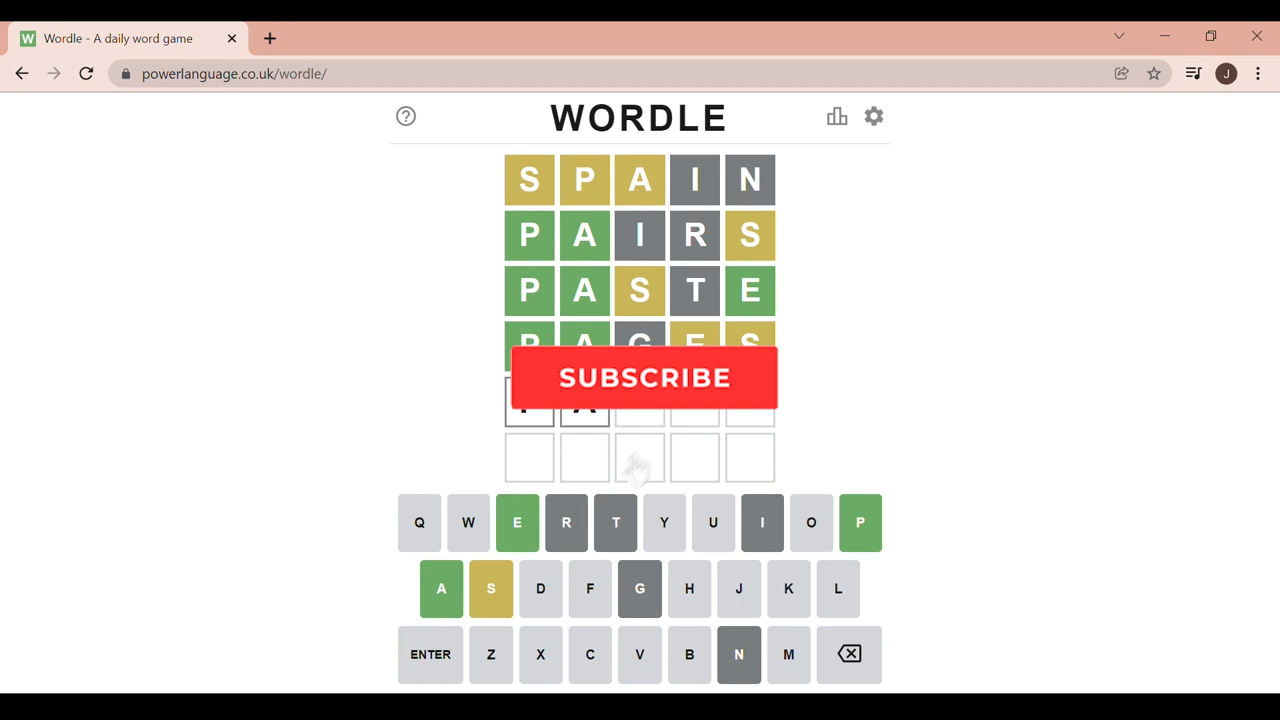 Wordle - A daily word game
powerlanguage.co.uk/wordle/
J
WORDLE
S P A I N
P A I R S
P A S T E
P A G E S
P A
SUBSCRIBE
Q W E R T Y U I O P
A S D F G H J K L
ENTER Z X C V B N M